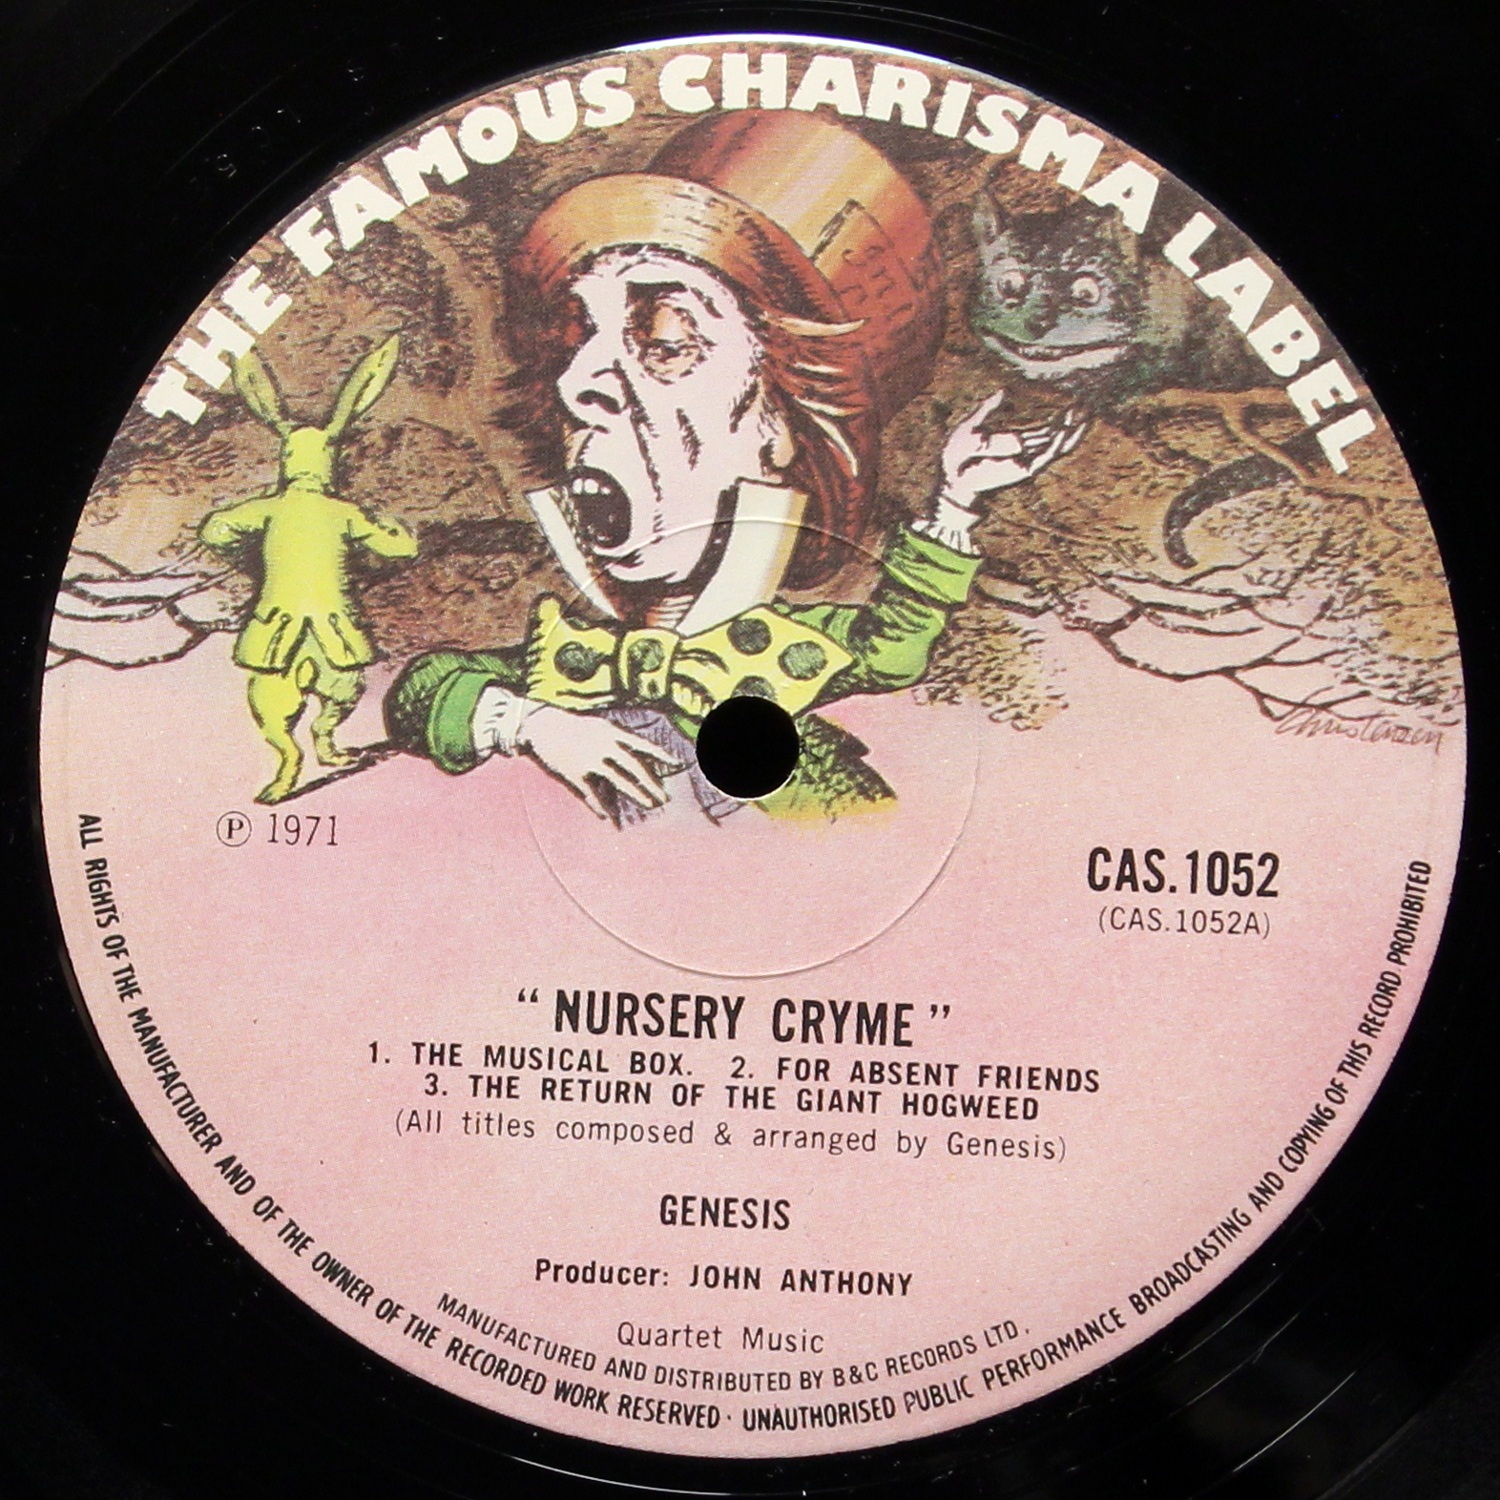 THE FAMOUS CHARISMA LABEL
Christensen
Ⓟ 1971
CAS.1052
(CAS.1052A)
“NURSERY CRYME”
1. THE MUSICAL BOX. 2. FOR ABSENT FRIENDS
3. THE RETURN OF THE GIANT HOGWEED
(All titles composed & arranged by Genesis)
GENESIS
Producer: JOHN ANTHONY
Quartet Music
MANUFACTURED AND DISTRIBUTED BY B&C RECORDS LTD.
ALL RIGHTS OF THE MANUFACTURER AND OF THE OWNER OF THE RECORDED WORK RESERVED · UNAUTHORISED PUBLIC PERFORMANCE BROADCASTING AND COPYING OF THIS RECORD PROHIBITED